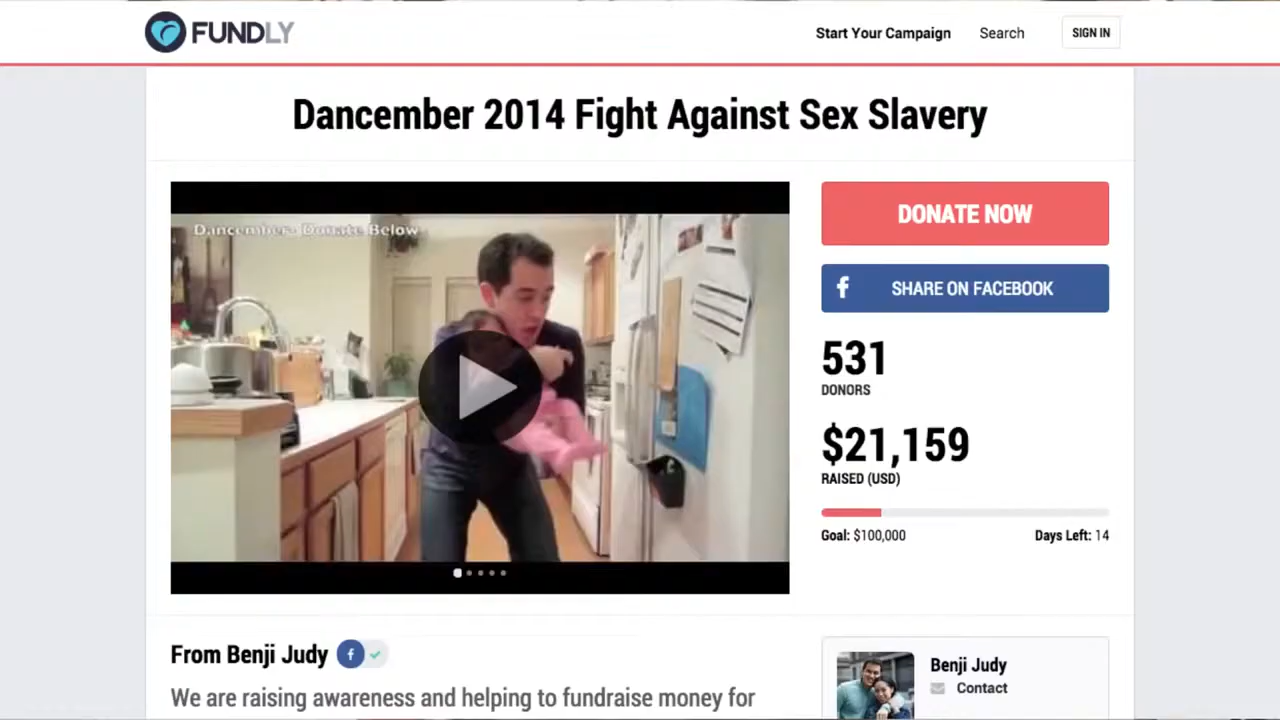 FUNDLY
Start Your Campaign
Search
SIGN IN
Dancember 2014 Fight Against Sex Slavery
Dancember- Donate Below
DONATE NOW
f SHARE ON FACEBOOK
531
DONORS
$21,159
RAISED (USD)
Goal: $100,000
Days Left: 14
From Benji Judy f
We are raising awareness and helping to fundraise money for
Benji Judy
Contact